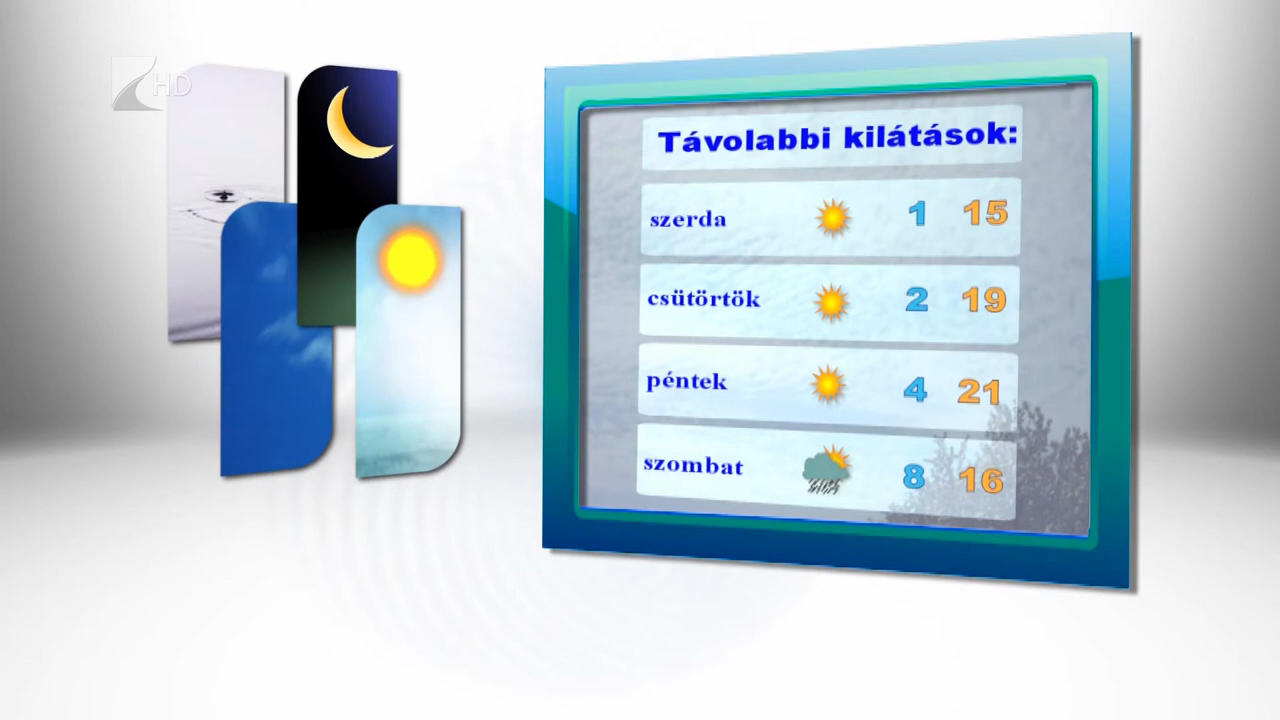 HD
Távolabbi kilátások:
szerda 1 15
csütörtök 2 19
péntek 4 21
szombat 8 16